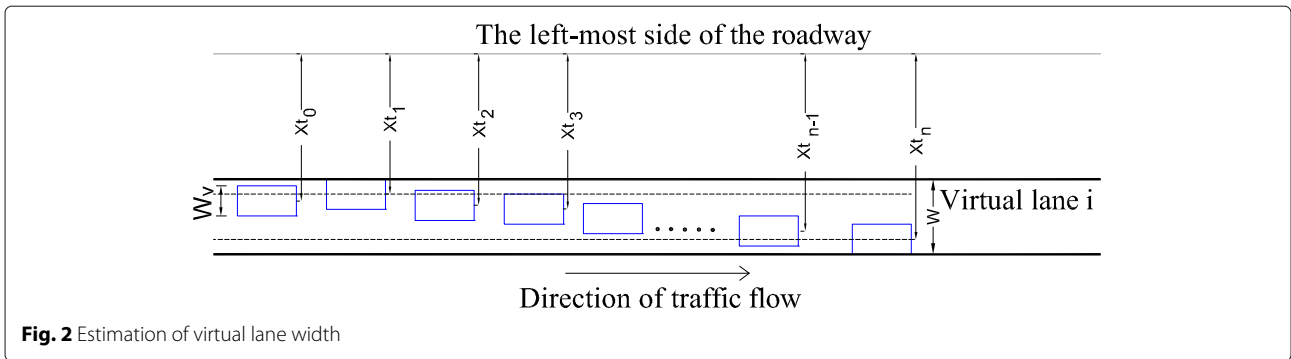 The left-most side of the roadway
Xt0
Xt1
Xt2
Xt3
Xtn-1
Xtn
Wv
W
Virtual lane i
Direction of traffic flow
Fig. 2 Estimation of virtual lane width